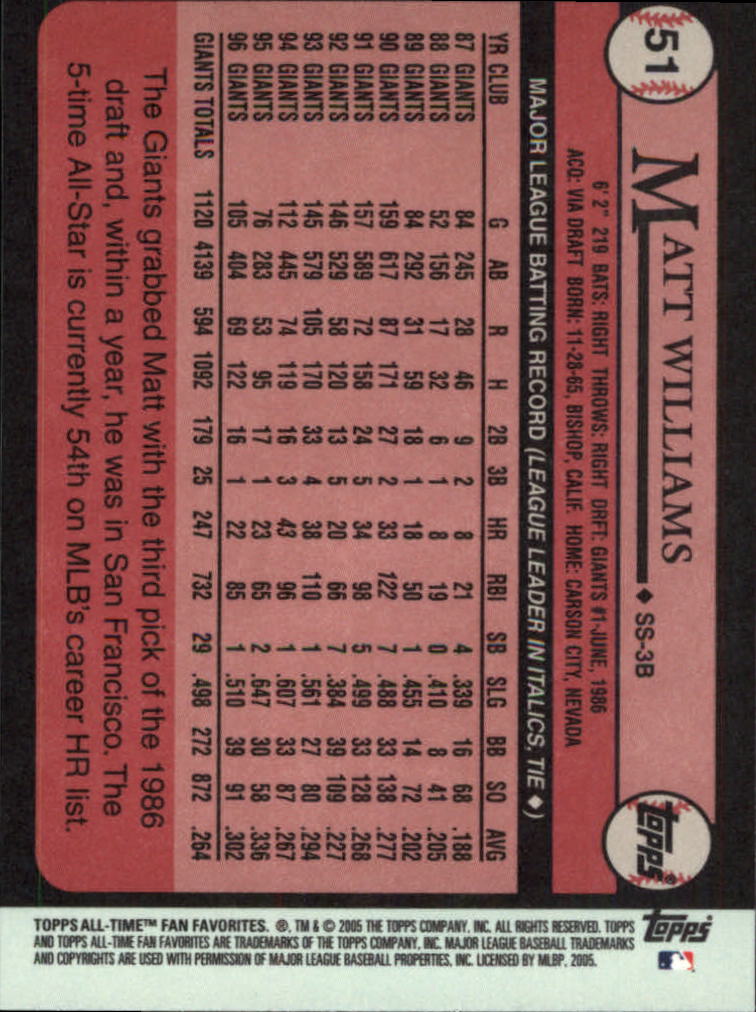 51
MATT WILLIAMS ♦ SS-3B
Topps®
6' 2" 219 BATS: RIGHT THROWS: RIGHT DRFT: GIANTS #1-JUNE, 1986
ACQ: VIA DRAFT BORN: 11-28-65, BISHOP, CALIF. HOME: CARSON CITY, NEVADA
MAJOR LEAGUE BATTING RECORD (LEAGUE LEADER IN ITALICS, TIE ♦)
YR CLUB G AB R H 2B 3B HR RBI SB SLG BB SO AVG
87 GIANTS 84 245 28 46 9 2 8 21 4 .339 16 68 .188
88 GIANTS 52 156 17 32 6 1 8 19 0 .410 8 41 .205
89 GIANTS 84 292 31 59 18 1 18 50 1 .455 14 72 .202
90 GIANTS 159 617 87 171 27 2 33 122 7 .488 33 138 .277
91 GIANTS 157 589 72 158 24 5 34 98 5 .499 33 128 .268
92 GIANTS 146 529 58 120 13 5 20 66 7 .384 39 109 .227
93 GIANTS 145 579 105 170 33 4 38 110 1 .561 27 80 .294
94 GIANTS 112 445 74 119 16 3 43 96 1 .607 33 87 .267
95 GIANTS 76 283 53 95 17 1 23 65 2 .647 30 58 .336
96 GIANTS 105 404 69 122 16 1 22 85 1 .510 39 91 .302
GIANTS TOTALS 1120 4139 594 1092 179 25 247 732 29 .498 272 872 .264
The Giants grabbed Matt with the third pick of the 1986
draft and, within a year, he was in San Francisco. The
5-time All-Star is currently 54th on MLB's career HR list.
TOPPS ALL-TIME™ FAN FAVORITES. ®, TM & © 2005 THE TOPPS COMPANY, INC. ALL RIGHTS RESERVED. TOPPS
AND TOPPS ALL-TIME FAN FAVORITES ARE TRADEMARKS OF THE TOPPS COMPANY, INC. MAJOR LEAGUE BASEBALL TRADEMARKS
AND COPYRIGHTS ARE USED WITH PERMISSION OF MAJOR LEAGUE BASEBALL PROPERTIES, INC. LICENSED BY MLBP, 2005.
Topps